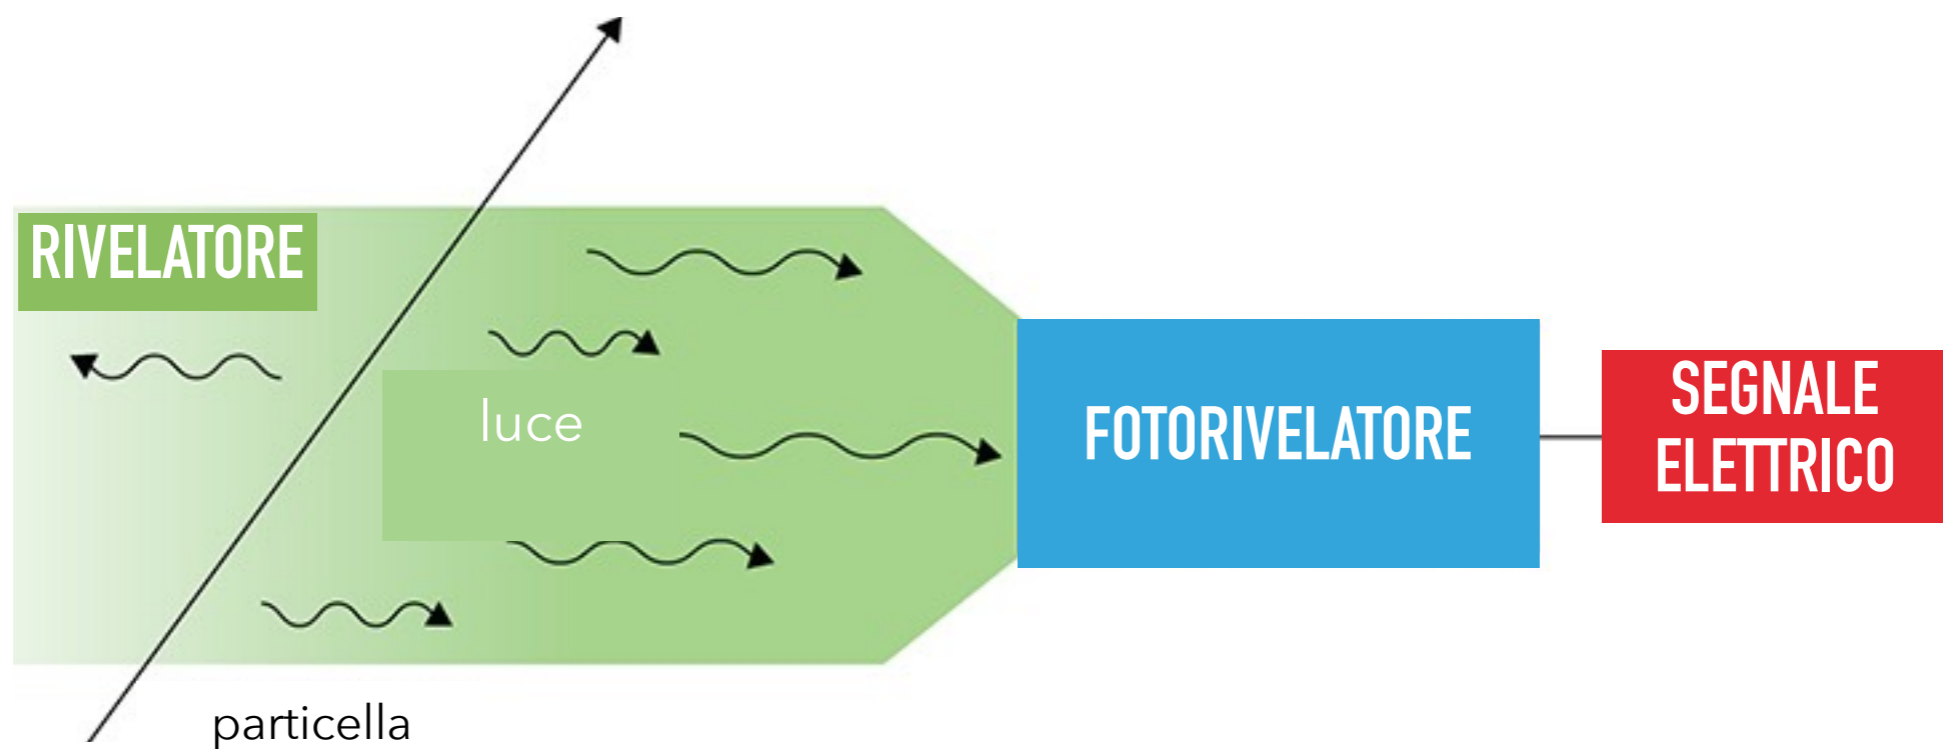 RIVELATORE
luce
FOTORIVELATORE
SEGNALE
ELETTRICO
particella